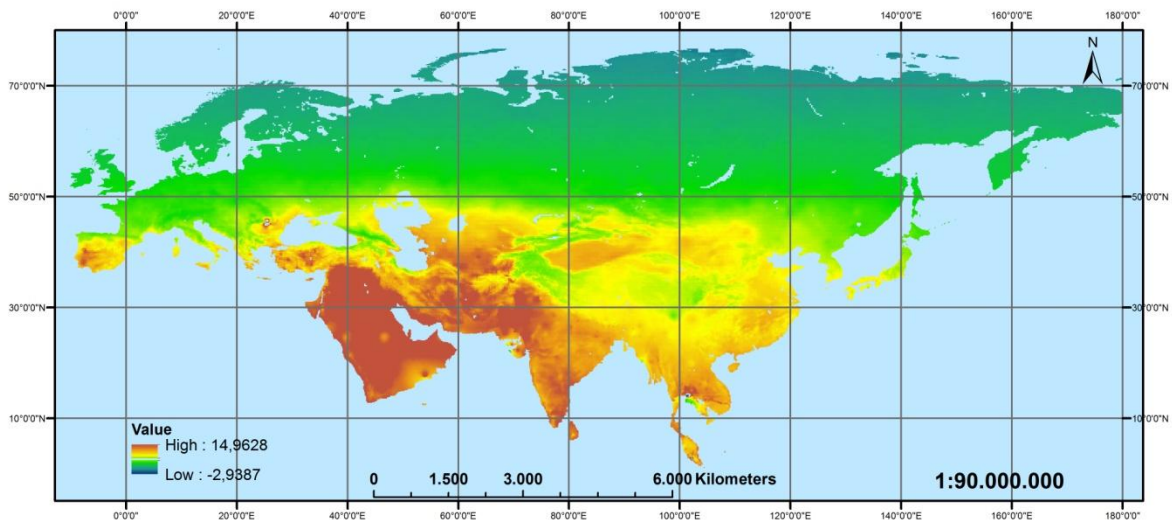 0°0'0" 20°0'0"E 40°0'0"E 60°0'0"E 80°0'0"E 100°0'0"E 120°0'0"E 140°0'0"E 160°0'0"E 180°0'0"
N
70°0'0"N 70°0'0"N
50°0'0"N 50°0'0"N
30°0'0"N 30°0'0"N
10°0'0"N 10°0'0"N
Value
High : 14,9628
Low : -2,9387
0 1.500 3.000 6.000 Kilometers
1:90.000.000
0°0'0" 20°0'0"E 40°0'0"E 60°0'0"E 80°0'0"E 100°0'0"E 120°0'0"E 140°0'0"E 160°0'0"E 180°0'0"